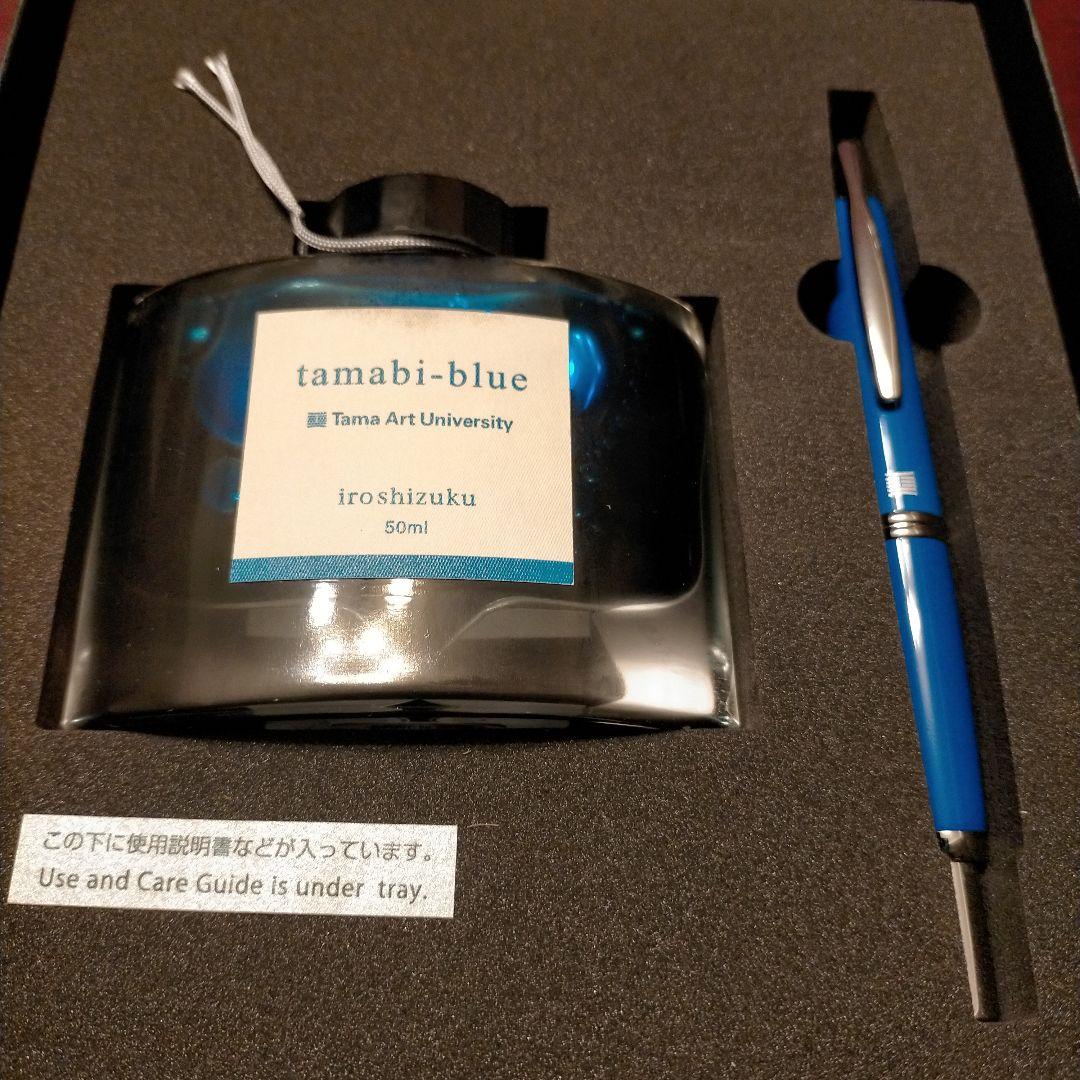 tamabi-blue
Tama Art University
iroshizuku
50ml
この下に使用説明書などが入っています。
Use and Care Guide is under tray.